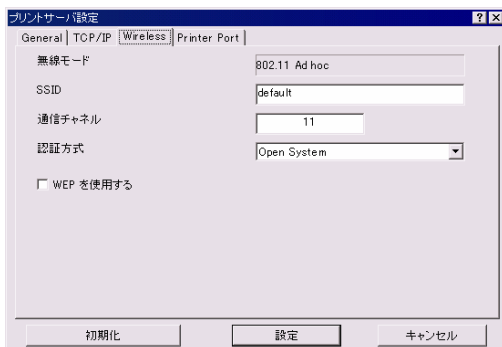 プリントサーバ設定
General TCP/IP Wireless Printer Port
無線モード 802.11 Ad hoc
SSID default
通信チャネル 11
認証方式 Open System
WEP を使用する
初期化 設定 キャンセル